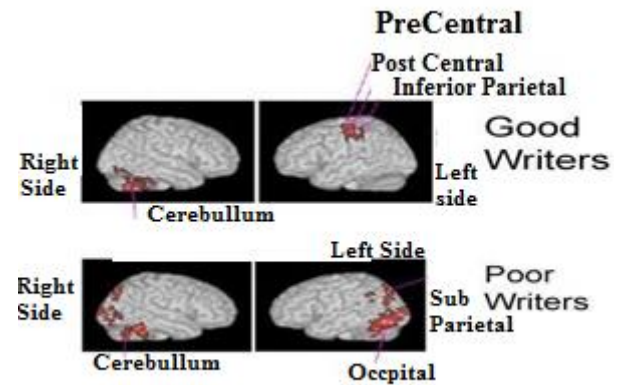 PreCentral
Post Central
Inferior Parietal
Good
Writers
Right
Side
Left
side
Cerebullum
Left Side
Right
Side
Poor
Writers
Sub
Parietal
Cerebullum
Occpital